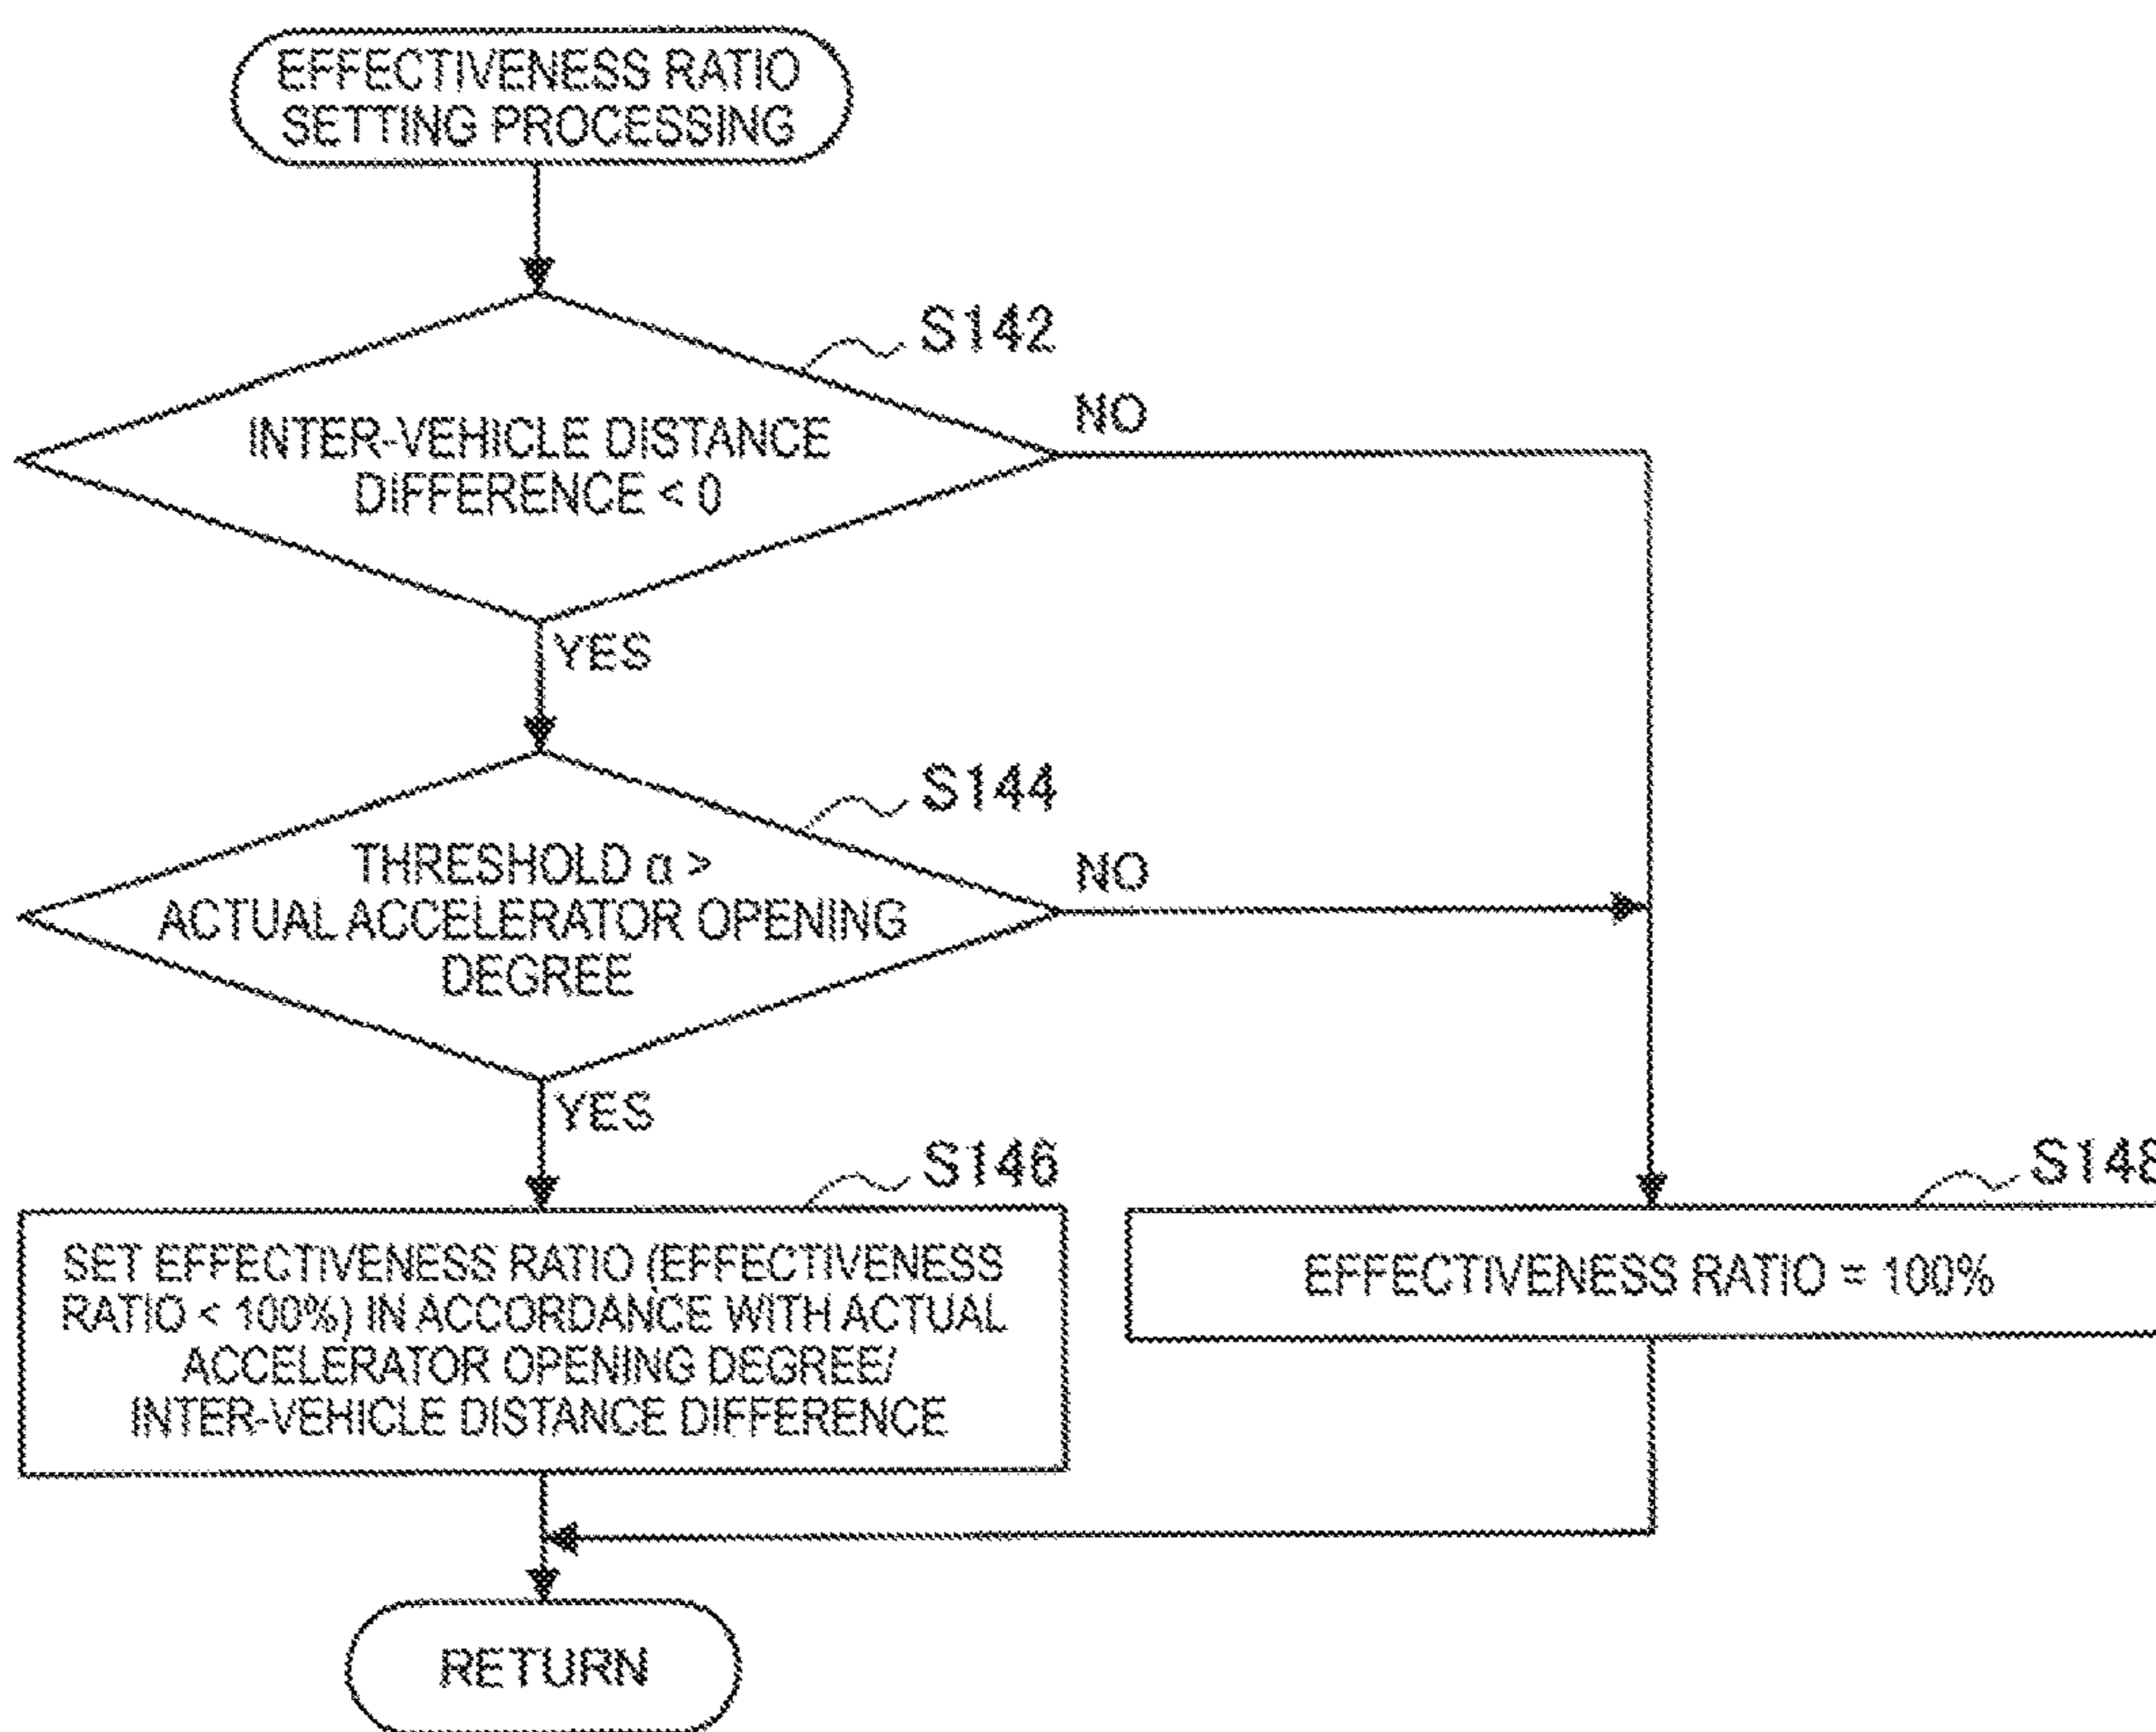 EFFECTIVENESS RATIO
SETTING PROCESSING
S142
INTER-VEHICLE DISTANCE
DIFFERENCE < 0
NO
YES
S144
THRESHOLD α >
ACTUAL ACCELERATOR OPENING
DEGREE
NO
YES
S146
SET EFFECTIVENESS RATIO (EFFECTIVENESS
RATIO < 100%) IN ACCORDANCE WITH ACTUAL
ACCELERATOR OPENING DEGREE/
INTER-VEHICLE DISTANCE DIFFERENCE
S148
EFFECTIVENESS RATIO = 100%
RETURN